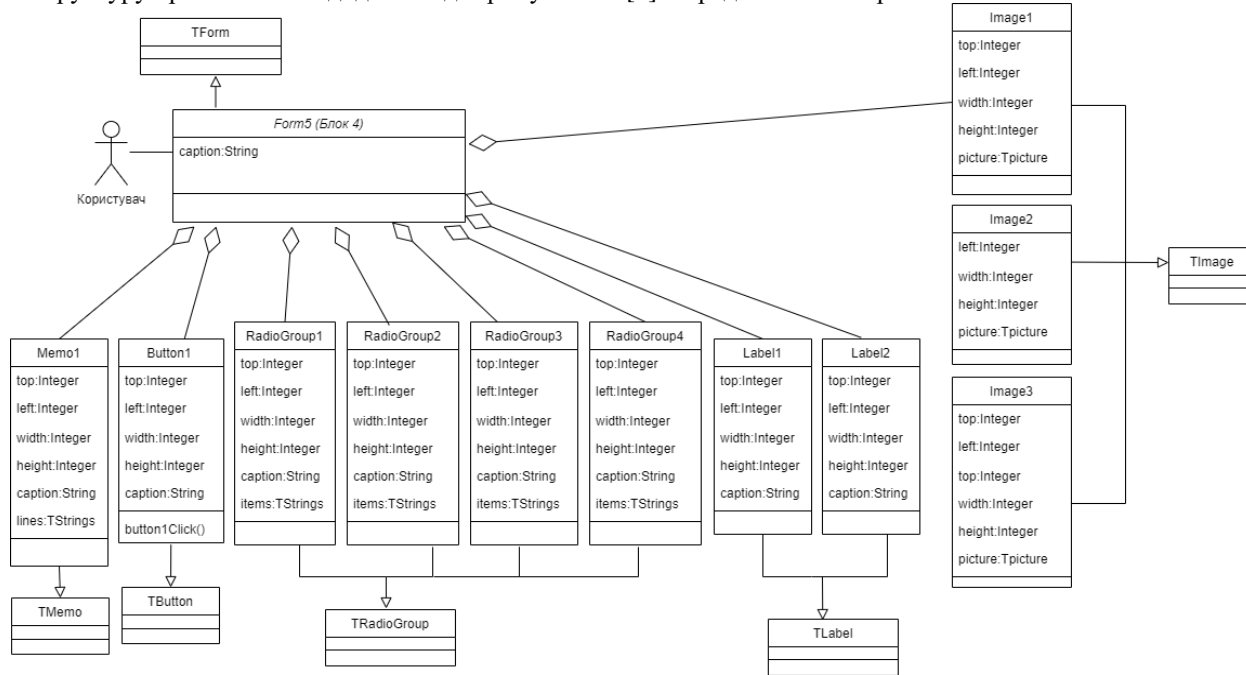 TForm
Form5 (Блок 4)
caption:String
Користувач
Image1
top:Integer
left:Integer
width:Integer
height:Integer
picture:Tpicture
Image2
left:Integer
width:Integer
height:Integer
picture:Tpicture
TImage
Image3
top:Integer
left:Integer
top:Integer
width:Integer
height:Integer
picture:Tpicture
Memo1
top:Integer
left:Integer
width:Integer
height:Integer
caption:String
lines:TStrings
TMemo
Button1
top:Integer
left:Integer
width:Integer
height:Integer
caption:String
button1Click()
TButton
RadioGroup1
top:Integer
left:Integer
width:Integer
height:Integer
caption:String
items:TStrings
RadioGroup2
top:Integer
left:Integer
width:Integer
height:Integer
caption:String
items:TStrings
RadioGroup3
top:Integer
left:Integer
width:Integer
height:Integer
caption:String
items:TStrings
RadioGroup4
top:Integer
left:Integer
width:Integer
height:Integer
caption:String
items:TStrings
TRadioGroup
Label1
top:Integer
left:Integer
width:Integer
height:Integer
caption:String
Label2
top:Integer
left:Integer
width:Integer
height:Integer
caption:String
TLabel